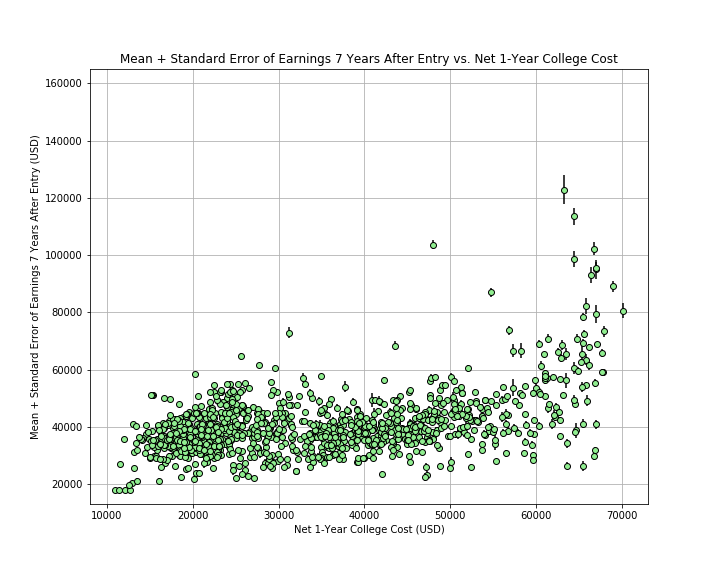 Mean + Standard Error of Earnings 7 Years After Entry vs. Net 1-Year College Cost
Mean + Standard Error of Earnings 7 Years After Entry (USD)
160000
140000
120000
100000
80000
60000
40000
20000
10000 20000 30000 40000 50000 60000 70000
Net 1-Year College Cost (USD)